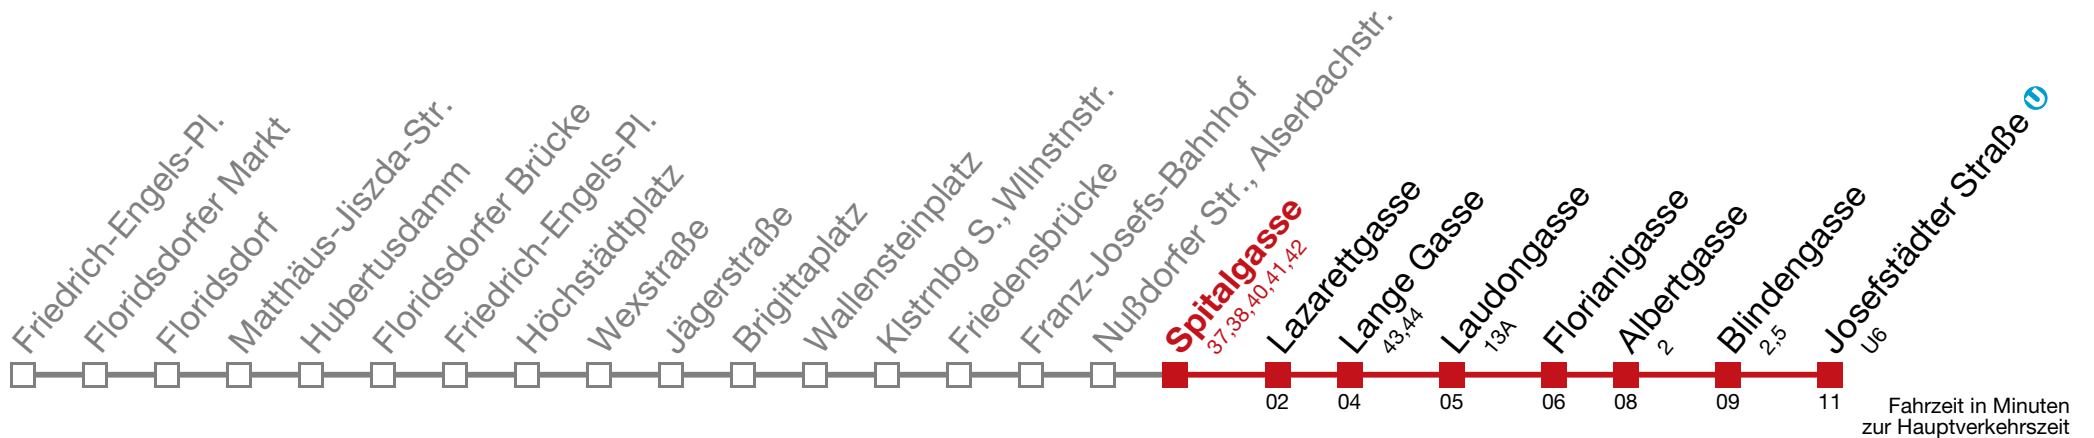 Friedrich-Engels-Pl.
Floridsdorfer Markt
Floridsdorf
Matthäus-Jiszda-Str.
Hubertusdamm
Floridsdorfer Brücke
Friedrich-Engels-Pl.
Höchstädtplatz
Wexstraße
Jägerstraße
Brigittaplatz
Wallensteinplatz
Klstrnbg S., Wllnstnstr.
Friedensbrücke
Franz-Josefs-Bahnhof
Nußdorfer Str., Alserbachstr.
Spitalgasse
37,38,40,41,42
Lazarettgasse
Lange Gasse
43,44
Laudongasse
13A
Florianigasse
Albertgasse
2
Blindengasse
2,5
Josefstädter Straße U
U6
02 04 05 06 08 09 11
Fahrzeit in Minuten
zur Hauptverkehrszeit